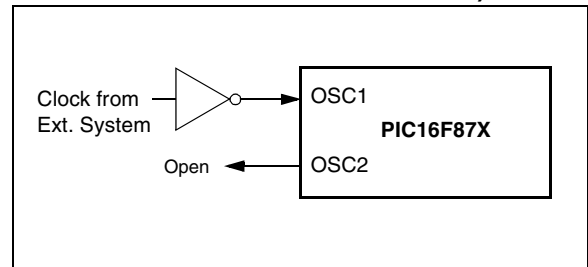 Clock from
Ext. System
OSC1
PIC16F87X
Open
OSC2